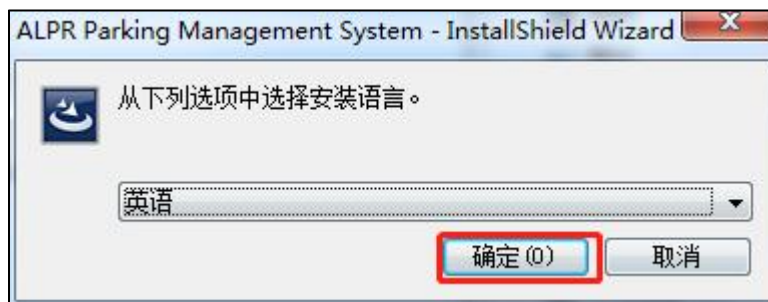 ALPR Parking Management System - InstallShield Wizard
从下列选项中选择安装语言。
英语
确定(O) 取消